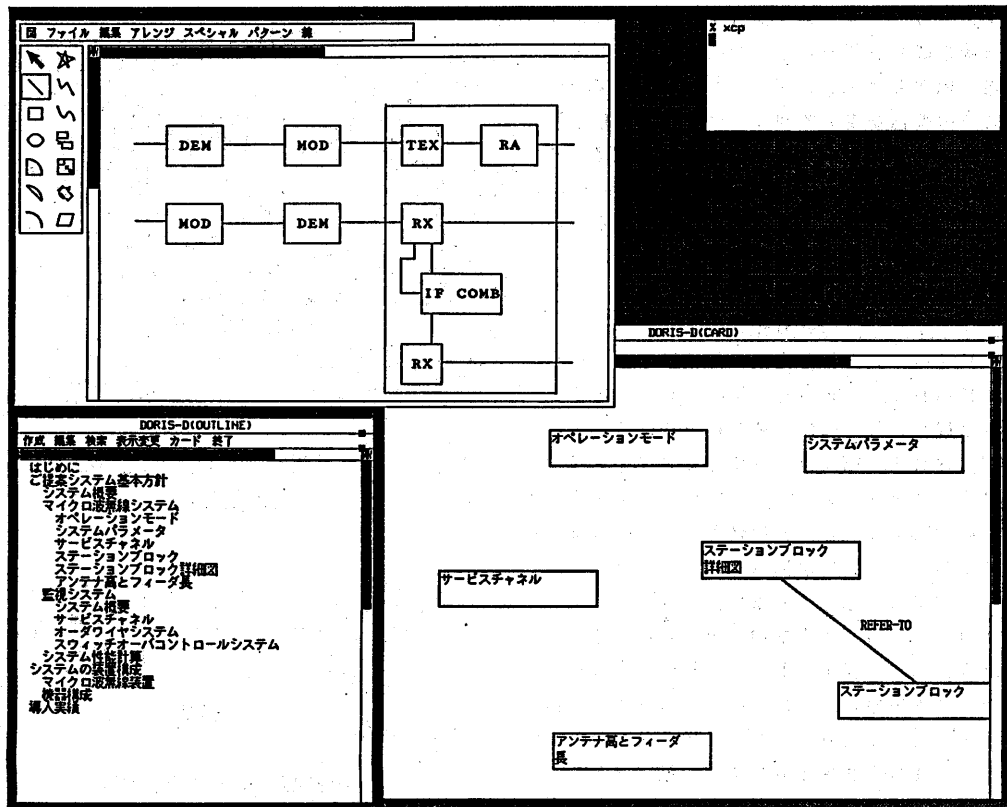 図 ファイル 編集 アレンジ スペシャル パターン 線
DEM MOD TEX RA
MOD DEM RX
IF COMB
RX
% xcp
DORIS-D(OUTLINE)
作成 編集 検索 表示変更 カード 終了
はじめに
ご提案システム基本方針
システム概要
マイクロ波無線システム
オペレーションモード
システムパラメータ
サービスチャネル
ステーションブロック
ステーションブロック詳細図
アンテナ高とフィーダ長
監視システム
システム概要
サービスチャネル
オーダワイヤシステム
スウィッチオーバコントロールシステム
システム性能計算
システムの装置構成
マイクロ波無線装置
機器構成
導入実績
DORIS-D(CARD)
オペレーションモード
システムパラメータ
ステーションブロック
詳細図
サービスチャネル
REFER-TO
ステーションブロック
アンテナ高とフィーダ
長